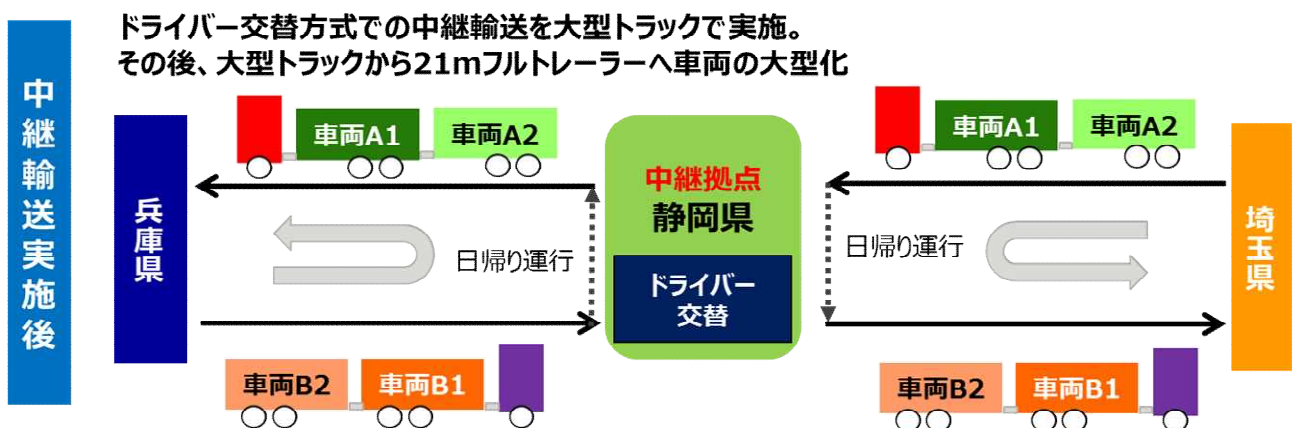 ドライバー交替方式での中継輸送を大型トラックで実施。
その後、大型トラックから21mフルトレーラーへ車両の大型化
中継輸送実施後
兵庫県
車両A1
車両A2
日帰り運行
車両B2
車両B1
中継拠点
静岡県
ドライバー
交替
車両A1
車両A2
日帰り運行
車両B2
車両B1
埼玉県